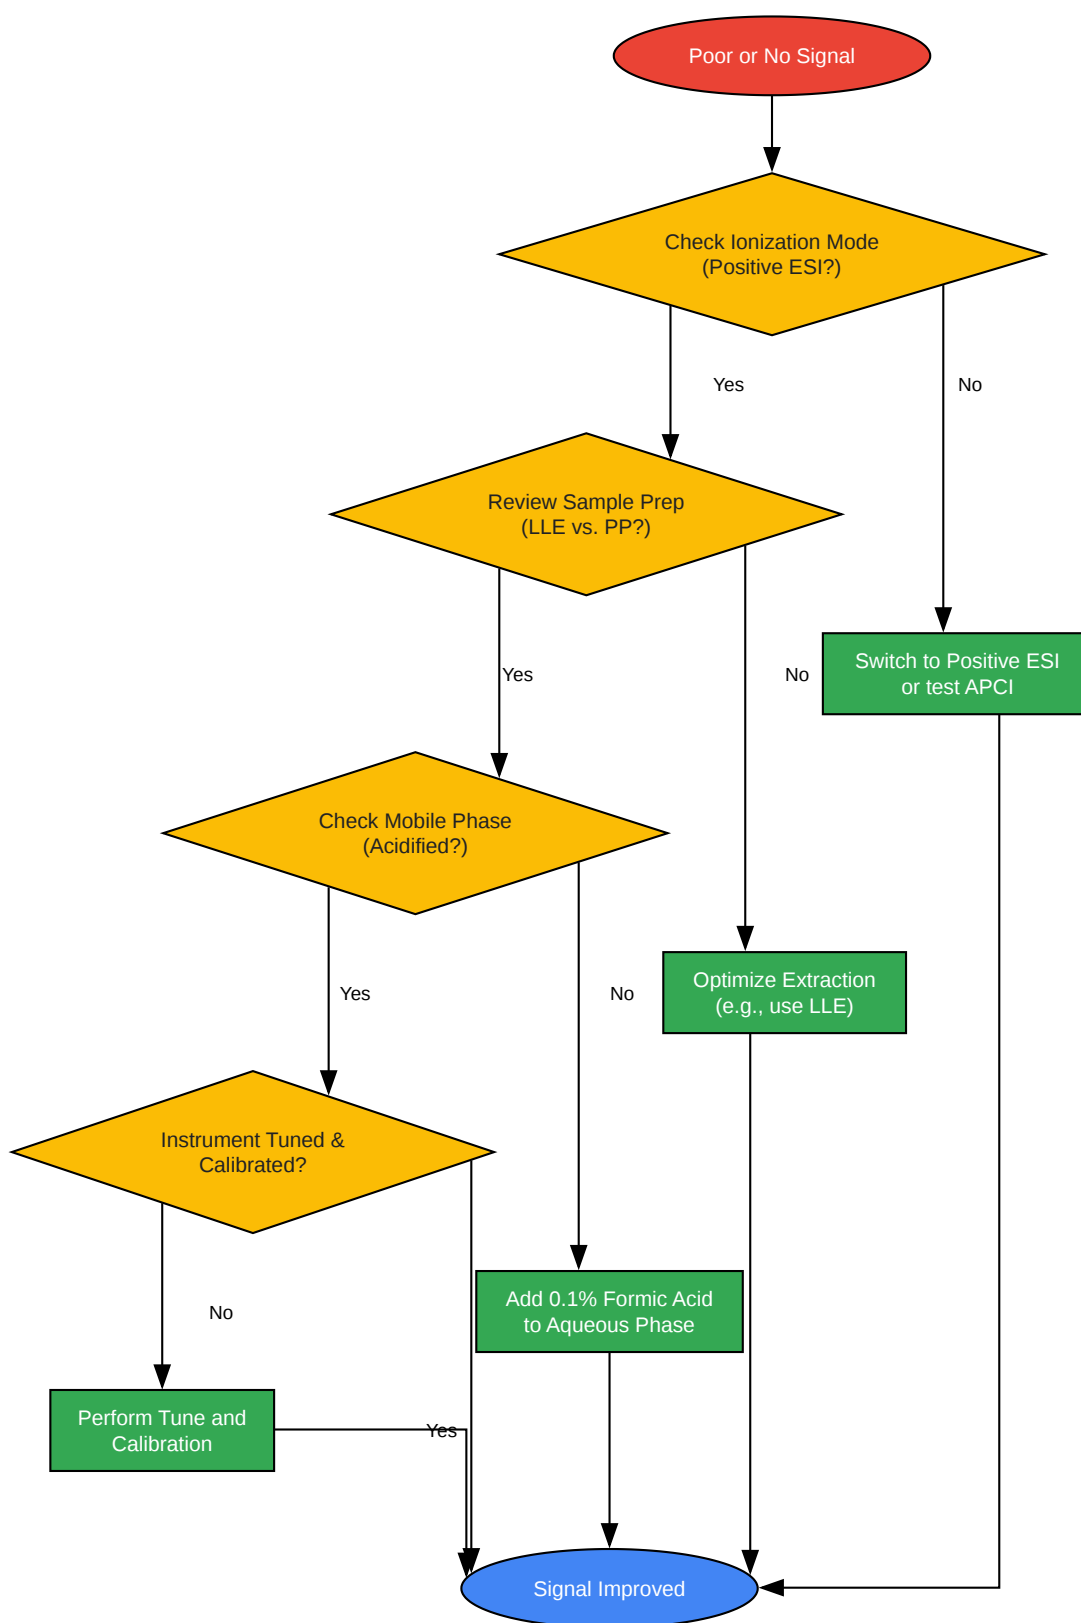 Poor or No Signal
Check Ionization Mode
(Positive ESI?)
Yes
No
Review Sample Prep
(LLE vs. PP?)
Switch to Positive ESI
or test APCI
Yes
No
Check Mobile Phase
(Acidified?)
Optimize Extraction
(e.g., use LLE)
Yes
No
Instrument Tuned &
Calibrated?
Add 0.1% Formic Acid
to Aqueous Phase
No
Perform Tune and
Calibration
Yes
Signal Improved